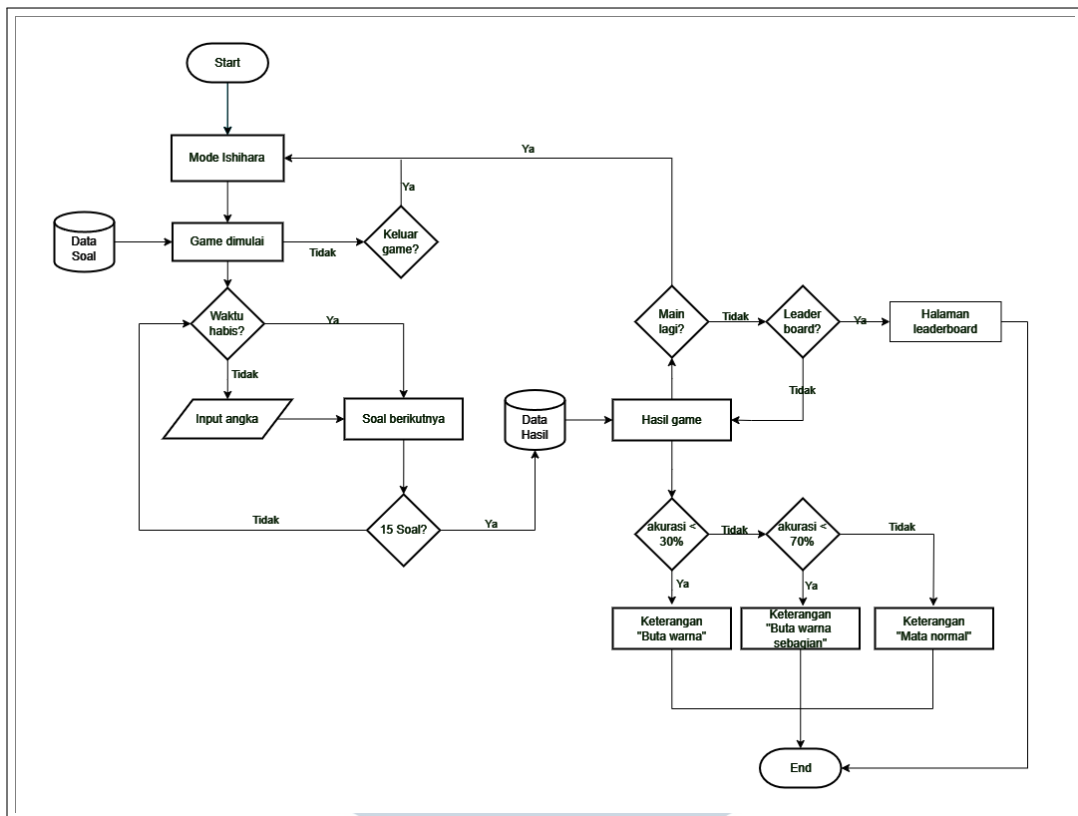 Start
Mode Ishihara
Ya
Ya
Data
Soal
Game dimulai
Tidak
Keluar
game?
Waktu
habis?
Ya
Tidak
Input angka
Soal berikutnya
15 Soal?
Tidak
Ya
Data
Hasil
Main
lagi?
Tidak
Leader
board?
Ya
Halaman
leaderboard
Tidak
Hasil game
akurasi <
30%
Tidak
akurasi <
70%
Tidak
Ya
Ya
Keterangan
"Buta warna"
Keterangan
"Buta warna
sebagian"
Keterangan
"Mata normal"
End